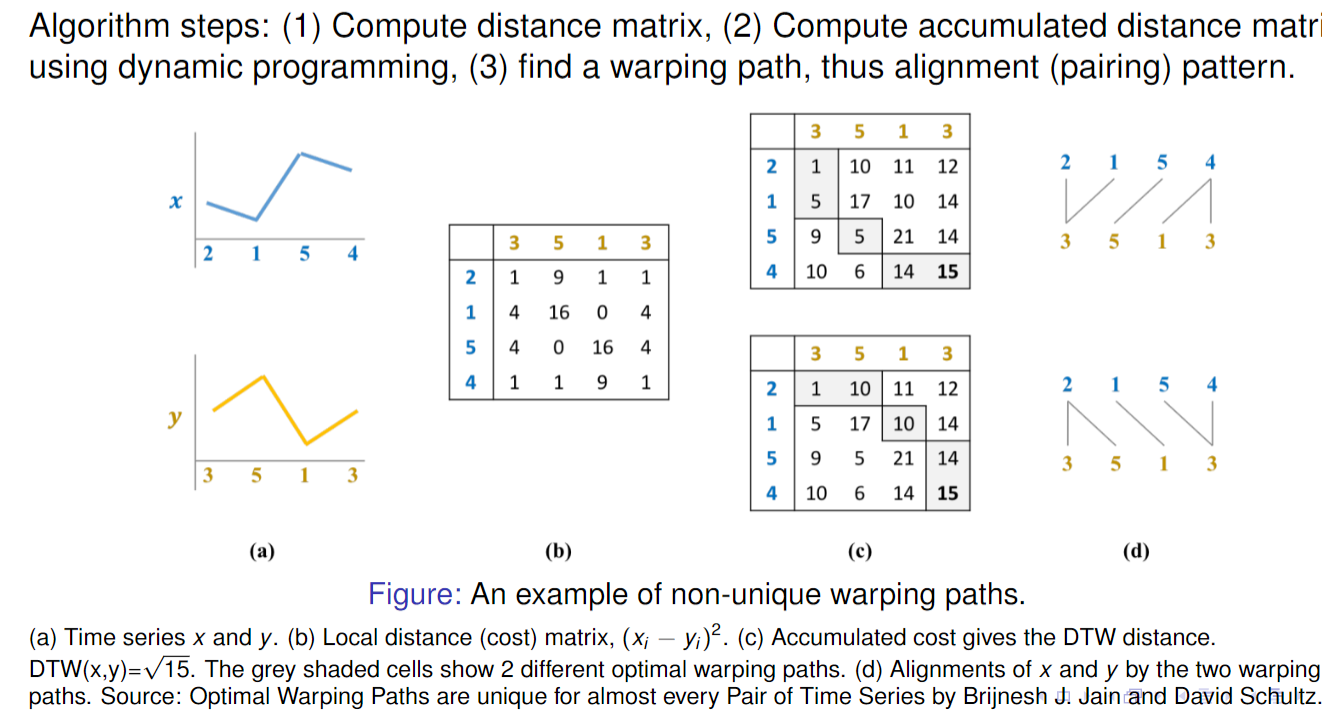 Algorithm steps: (1) Compute distance matrix, (2) Compute accumulated distance matri
using dynamic programming, (3) find a warping path, thus alignment (pairing) pattern.
x
2 1 5 4
y
3 5 1 3
(a)
3 5 1 3
2 1 9 1 1
1 4 16 0 4
5 4 0 16 4
4 1 1 9 1
(b)
3 5 1 3
2 1 10 11 12
1 5 17 10 14
5 9 5 21 14
4 10 6 14 15
3 5 1 3
2 1 10 11 12
1 5 17 10 14
5 9 5 21 14
4 10 6 14 15
(c)
2 1 5 4
3 5 1 3
2 1 5 4
3 5 1 3
(d)
Figure: An example of non-unique warping paths.
(a) Time series x and y. (b) Local distance (cost) matrix, (xᵢ − yᵢ)². (c) Accumulated cost gives the DTW distance.
DTW(x,y)=√15. The grey shaded cells show 2 different optimal warping paths. (d) Alignments of x and y by the two warping
paths. Source: Optimal Warping Paths are unique for almost every Pair of Time Series by Brijnesh J. Jain and David Schultz.